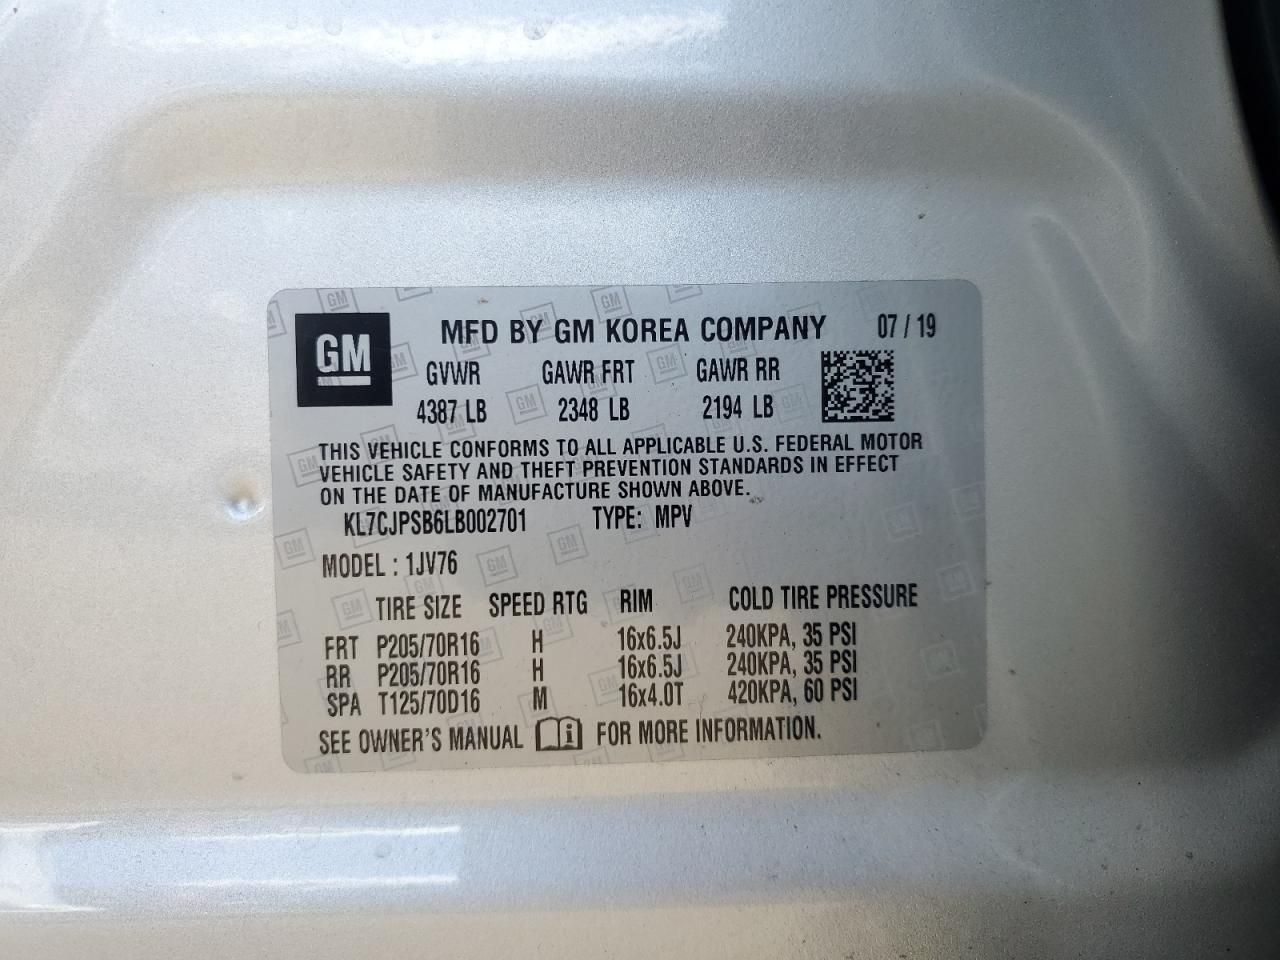 GM
MFD BY GM KOREA COMPANY 07 / 19
GVWR GAWR FRT GAWR RR
4387 LB 2348 LB 2194 LB
THIS VEHICLE CONFORMS TO ALL APPLICABLE U.S. FEDERAL MOTOR
VEHICLE SAFETY AND THEFT PREVENTION STANDARDS IN EFFECT
ON THE DATE OF MANUFACTURE SHOWN ABOVE.
KL7CJPSB6LB002701 TYPE: MPV
MODEL : 1JV76
TIRE SIZE SPEED RTG RIM COLD TIRE PRESSURE
FRT P205/70R16 H 16x6.5J 240KPA, 35 PSI
RR P205/70R16 H 16x6.5J 240KPA, 35 PSI
SPA T125/70D16 M 16x4.0T 420KPA, 60 PSI
SEE OWNER'S MANUAL i FOR MORE INFORMATION.